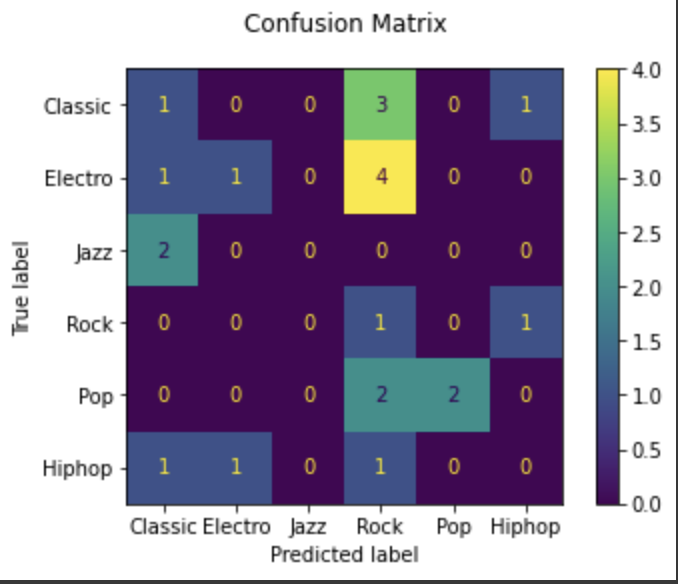 Confusion Matrix
Classic 1 0 0 3 0 1
Electro 1 1 0 4 0 0
Jazz 2 0 0 0 0 0
Rock 0 0 0 1 0 1
Pop 0 0 0 2 2 0
Hiphop 1 1 0 1 0 0
Classic Electro Jazz Rock Pop Hiphop
Predicted label
True label
4.0
3.5
3.0
2.5
2.0
1.5
1.0
0.5
0.0